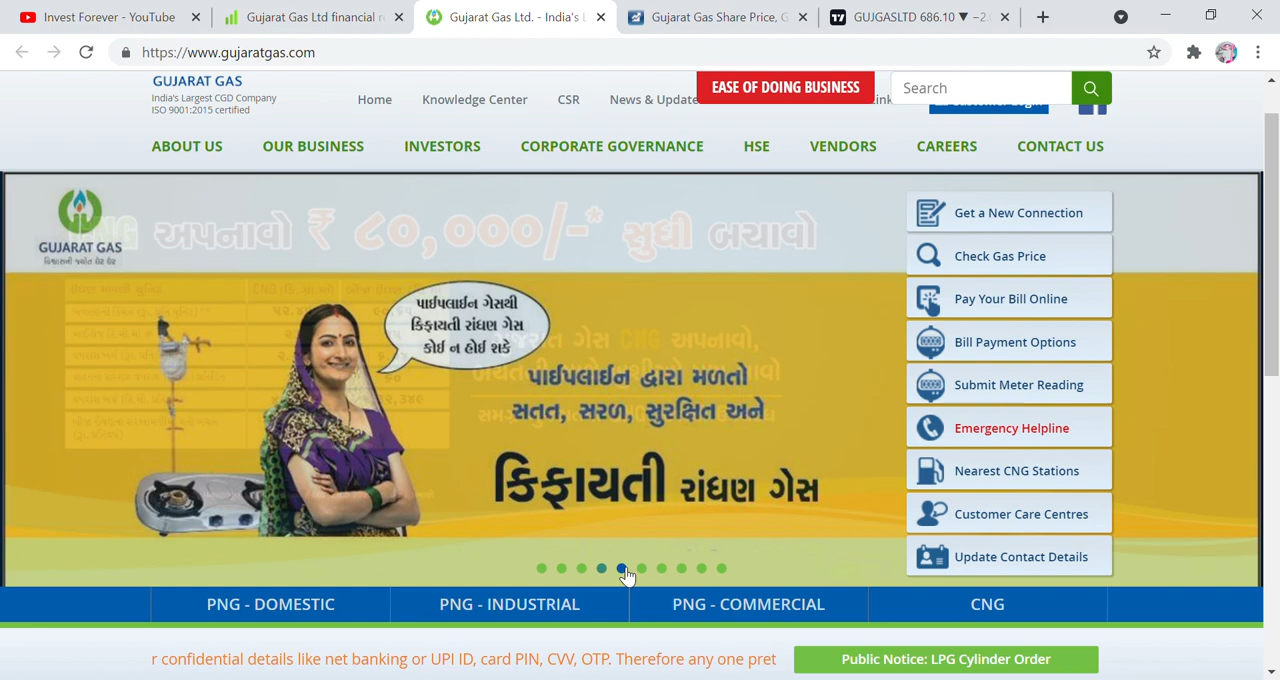 Invest Forever - YouTube
Gujarat Gas Ltd financial r
Gujarat Gas Ltd. - India's L
Gujarat Gas Share Price, G
GUJGASLTD 686.10 ▼ −2.
https://www.gujaratgas.com
GUJARAT GAS
India's Largest CGD Company
ISO 9001:2015 certified
Home
Knowledge Center
CSR
News & Update
EASE OF DOING BUSINESS
Search
ABOUT US
OUR BUSINESS
INVESTORS
CORPORATE GOVERNANCE
HSE
VENDORS
CAREERS
CONTACT US
GUJARAT GAS
CNG અપનાવો ₹ ૮૦,૦૦૦/-* સુધી બચાવો
પાઈપલાઈન ગેસથી
કિફાયતી રાંધણ ગેસ
કોઈ ન હોઈ શકે
પાઈપલાઈન દ્વારા મળતો
સતત, સરળ, સુરક્ષિત અને
કિફાયતી રાંધણ ગેસ
Get a New Connection
Check Gas Price
Pay Your Bill Online
Bill Payment Options
Submit Meter Reading
Emergency Helpline
Nearest CNG Stations
Customer Care Centres
Update Contact Details
PNG - DOMESTIC
PNG - INDUSTRIAL
PNG - COMMERCIAL
CNG
r confidential details like net banking or UPI ID, card PIN, CVV, OTP. Therefore any one pret
Public Notice: LPG Cylinder Order